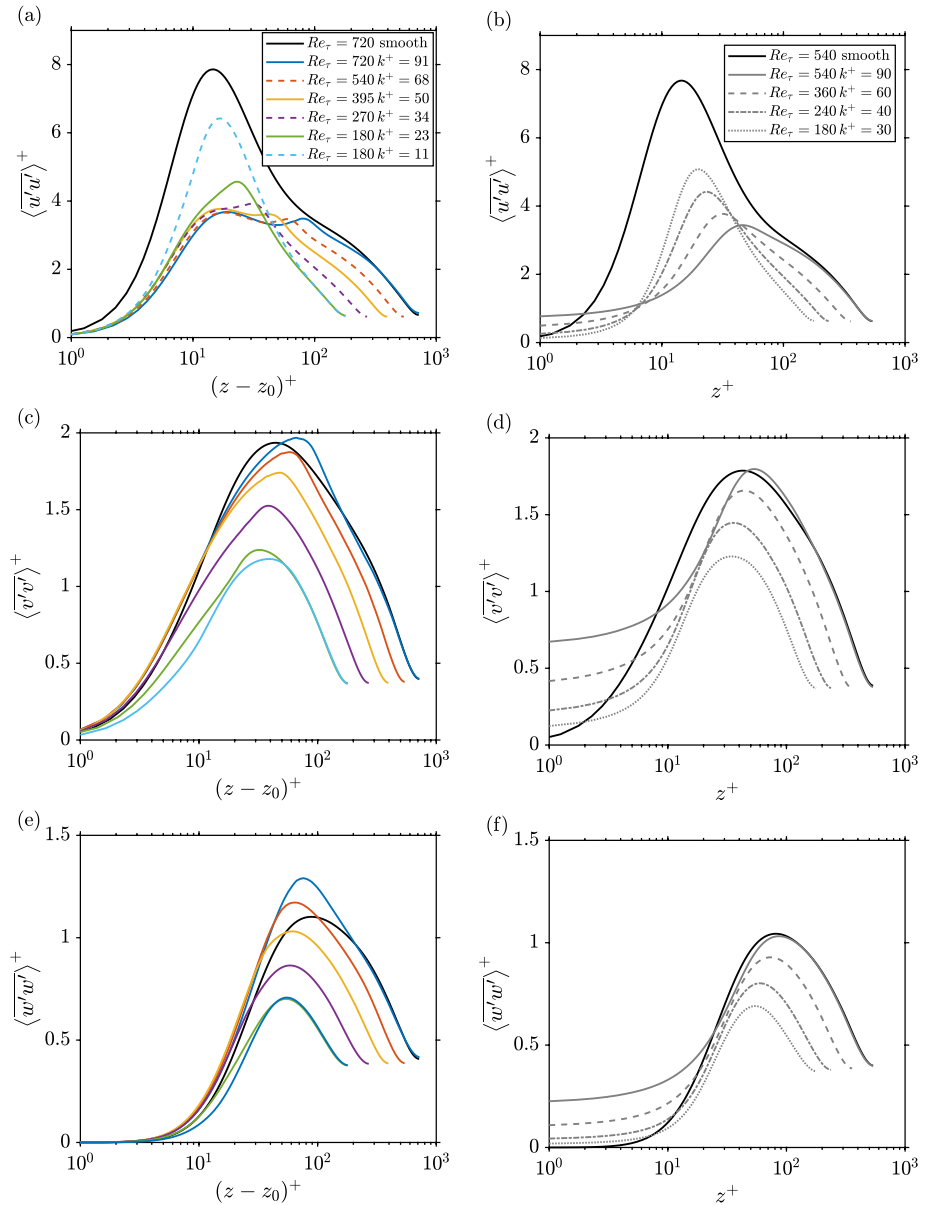 (a)
(b)
Re_τ = 720 smooth
Re_τ = 720 k^+ = 91
Re_τ = 540 k^+ = 68
Re_τ = 395 k^+ = 50
Re_τ = 270 k^+ = 34
Re_τ = 180 k^+ = 23
Re_τ = 180 k^+ = 11
8
6
4
2
0
⟨u′u′⟩^+
10^0
10^1
10^2
10^3
(z − z_0)^+
Re_τ = 540 smooth
Re_τ = 540 k^+ = 90
Re_τ = 360 k^+ = 60
Re_τ = 240 k^+ = 40
Re_τ = 180 k^+ = 30
8
6
4
2
0
⟨u′u′⟩^+
10^0
10^1
10^2
10^3
z^+
(c)
(d)
2
1.5
1
0.5
0
⟨v′v′⟩^+
10^0
10^1
10^2
10^3
(z − z_0)^+
2
1.5
1
0.5
0
⟨v′v′⟩^+
10^0
10^1
10^2
10^3
z^+
(e)
(f)
1.5
1
0.5
0
⟨w′w′⟩^+
10^0
10^1
10^2
10^3
(z − z_0)^+
1.5
1
0.5
0
⟨w′w′⟩^+
10^0
10^1
10^2
10^3
z^+